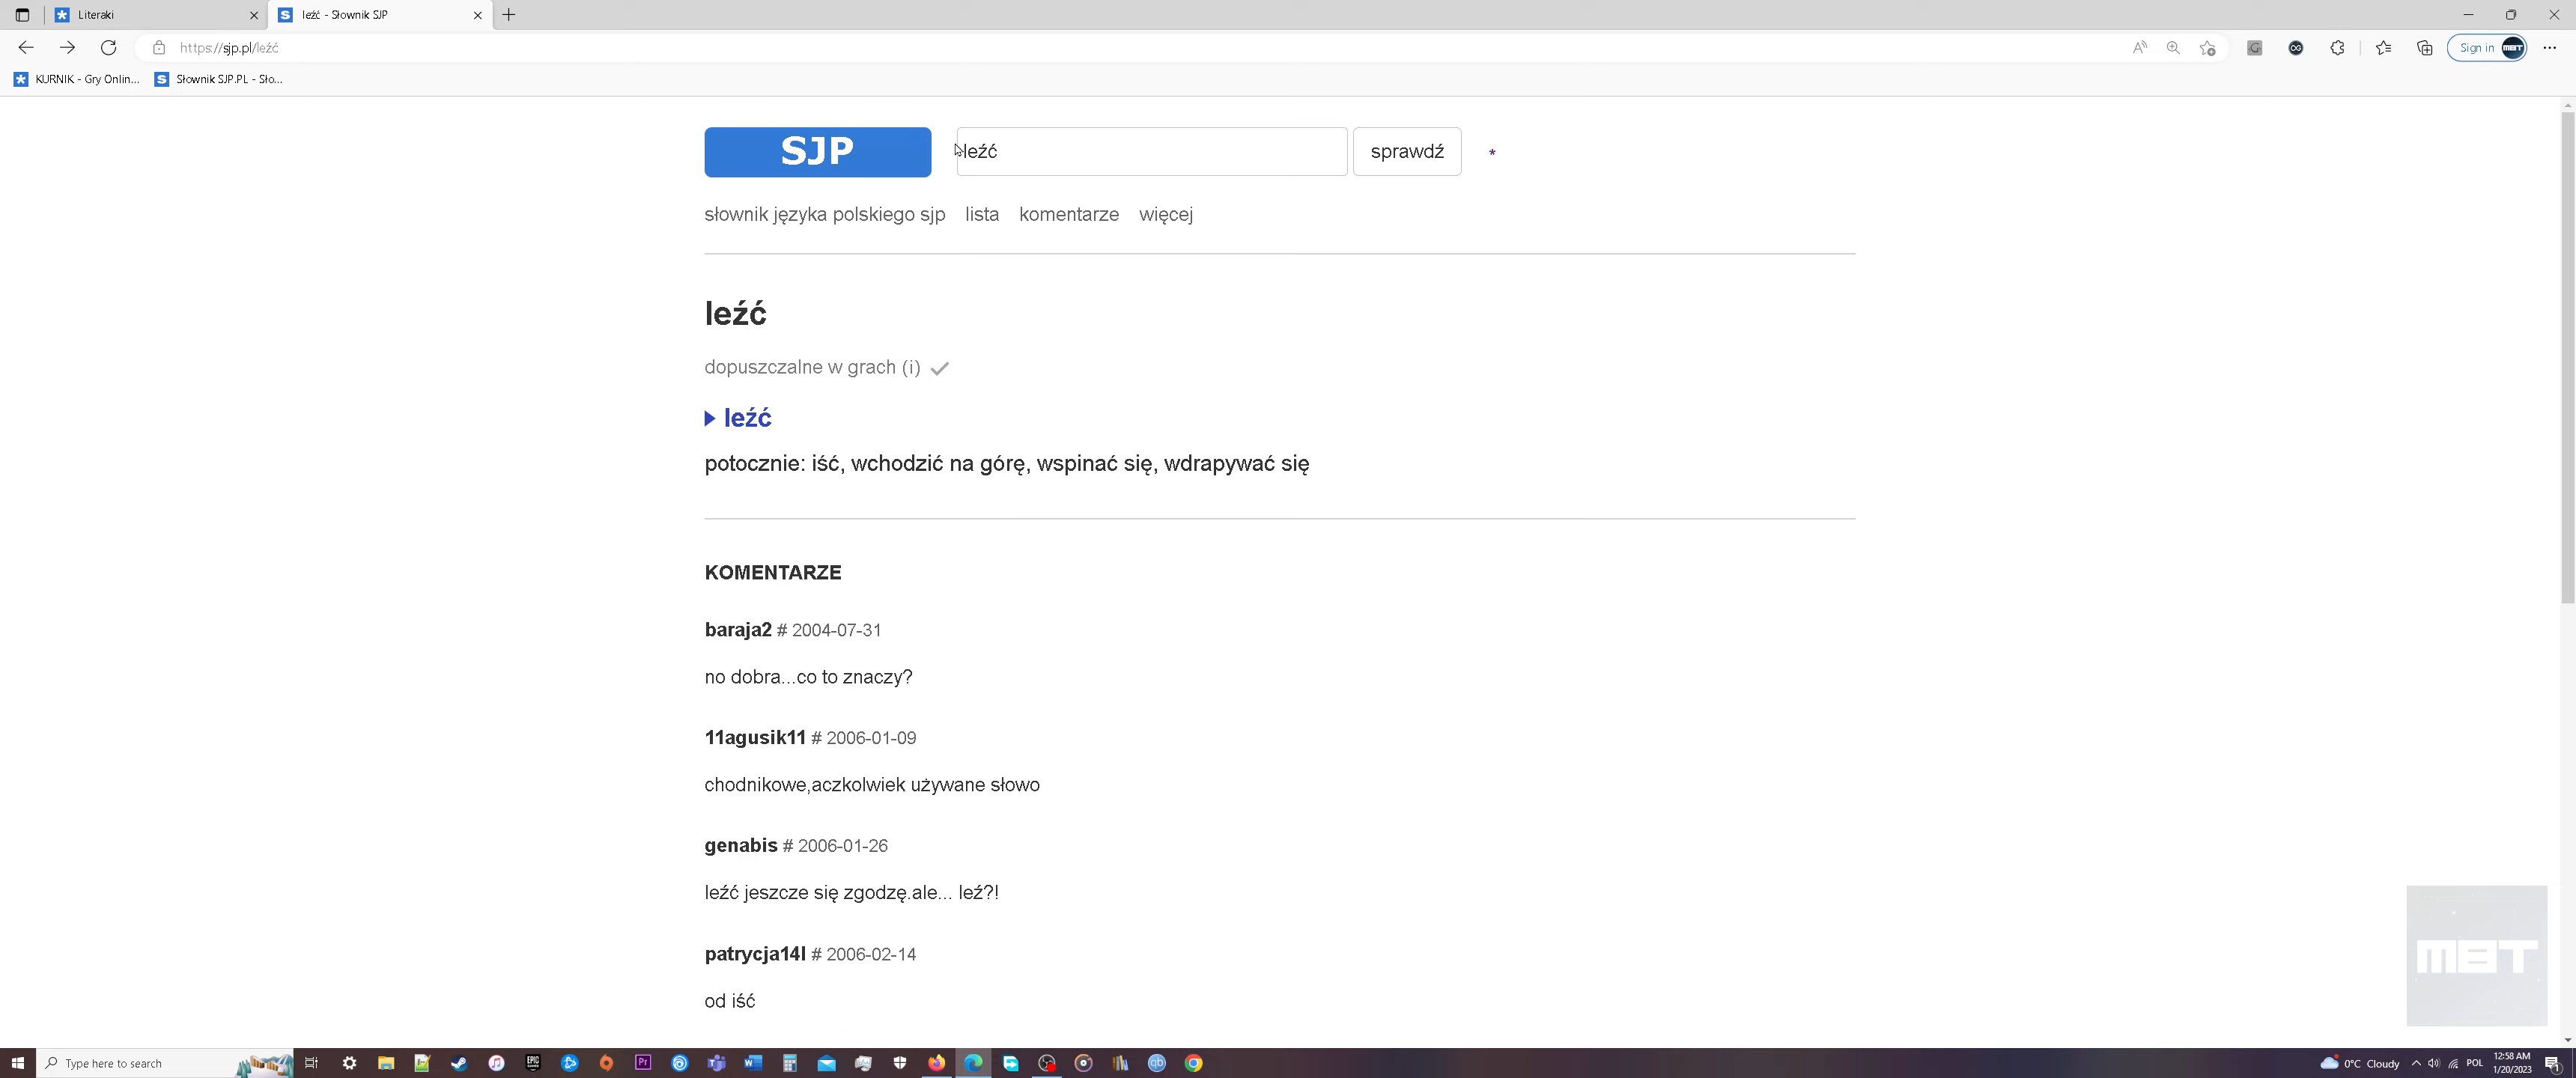 Literaki
leźć - Słownik SJP
https://sjp.pl/leźć
Sign in
KURNIK - Gry Onlin...
Słownik SJP.PL - Sło...
SJP
leźć
sprawdź
*
słownik języka polskiego sjp lista komentarze więcej
leźć
dopuszczalne w grach (i)
leźć
potocznie: iść, wchodzić na górę, wspinać się, wdrapywać się
KOMENTARZE
baraja2 # 2004-07-31
no dobra...co to znaczy?
11agusik11 # 2006-01-09
chodnikowe,aczkolwiek używane słowo
genabis # 2006-01-26
leźć jeszcze się zgodzę.ale... leź?!
patrycja14l # 2006-02-14
od iść
MBT
Type here to search
0°C Cloudy
POL
12:58 AM
1/20/2023